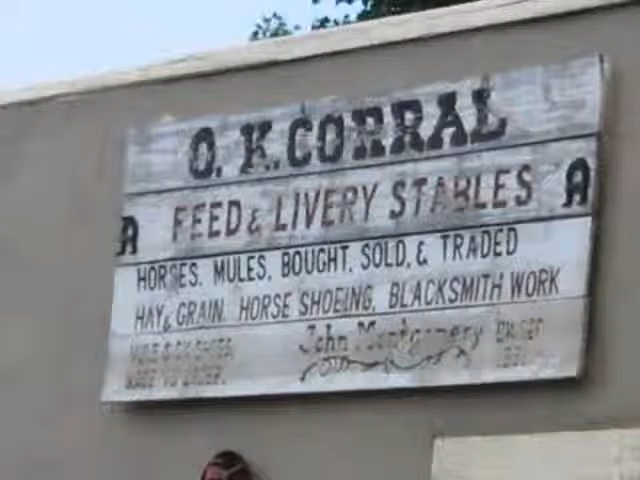 O. K. CORRAL
A FEED & LIVERY STABLES A
HORSES. MULES, BOUGHT, SOLD, & TRADED
HAY & GRAIN. HORSE SHOEING, BLACKSMITH WORK
John Montgomery